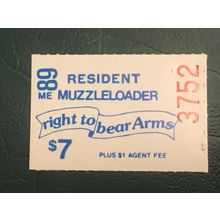 89 ME
RESIDENT
MUZZLELOADER
right to bear Arms
$7
PLUS $1 AGENT FEE
3752